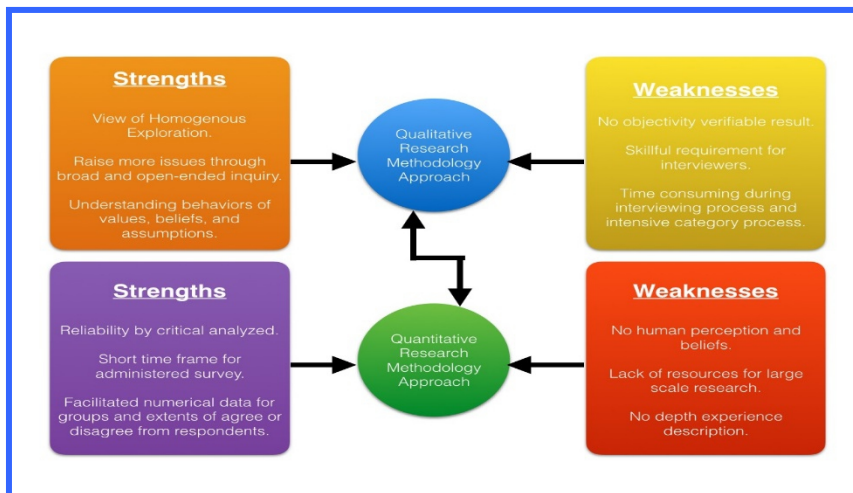 Strengths
View of Homogenous
Exploration.
Raise more issues through
broad and open-ended inquiry.
Understanding behaviors of
values, beliefs, and
assumptions.
Qualitative
Research
Methodology
Approach
Weaknesses
No objectivity verifiable result.
Skillful requirement for
interviewers.
Time consuming during
interviewing process and
intensive category process.
Strengths
Reliability by critical analyzed.
Short time frame for
administered survey.
Facilitated numerical data for
groups and extents of agree or
disagree from respondents.
Quantitative
Research
Methodology
Approach
Weaknesses
No human perception and
beliefs.
Lack of resources for large
scale research.
No depth experience
description.